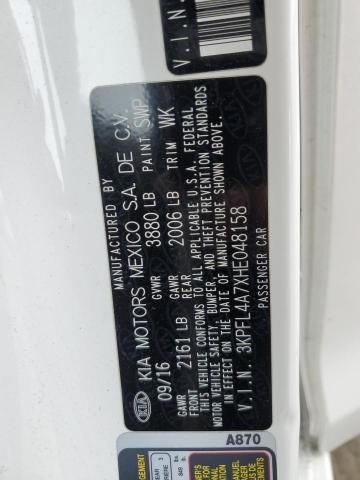 V.I.N.
MANUFACTURED BY
KIA KIA MOTORS MEXICO S.A. DE C.V.
09/16 GVWR 3880 LB PAINT SWP
GAWR FRONT 2161 LB GAWR REAR 2006 LB TRIM WK
THIS VEHICLE CONFORMS TO ALL APPLICABLE U.S.A. FEDERAL
MOTOR VEHICLE SAFETY, BUMPER, AND THEFT PREVENTION STANDARDS
IN EFFECT ON THE DATE OF MANUFACTURE SHOWN ABOVE.
V.I.N. 3KPFL4A7XHE048158
PASSENGER CAR
A870